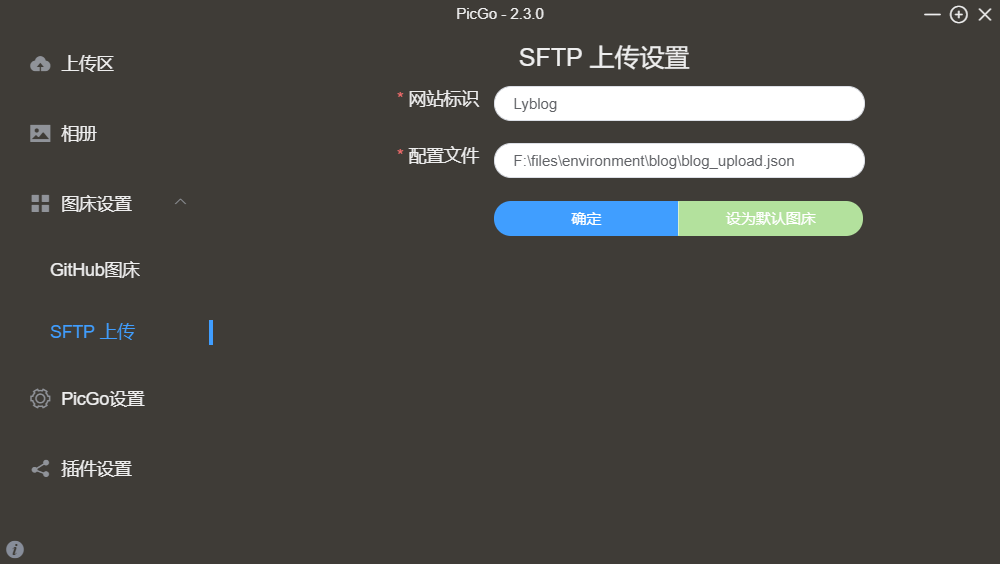 PicGo - 2.3.0
上传区
相册
图床设置
GitHub图床
SFTP 上传
PicGo设置
插件设置
SFTP 上传设置
* 网站标识
Lyblog
* 配置文件
F:\files\environment\blog\blog_upload.json
确定
设为默认图床